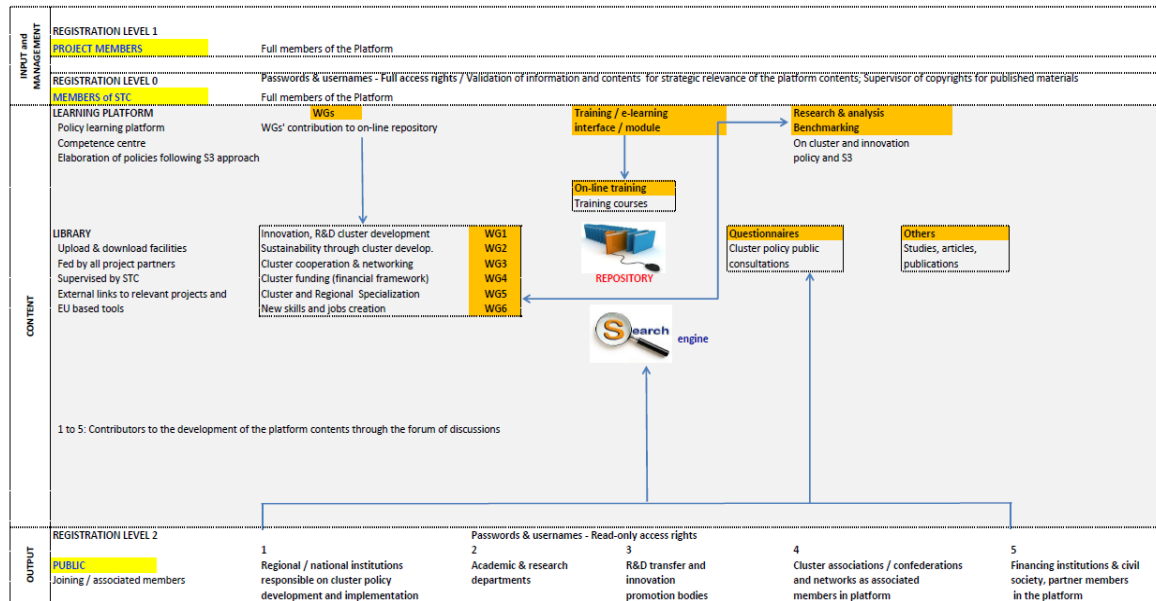 INPUT and
MANAGEMENT
REGISTRATION LEVEL 1
PROJECT MEMBERS
Full members of the Platform
REGISTRATION LEVEL 0
Passwords & usernames - Full access rights / Validation of information and contents for strategic relevance of the platform contents; Supervisor of copyrights for published materials
MEMBERS of STC
Full members of the Platform
CONTENT
LEARNING PLATFORM
Policy learning platform
Competence centre
Elaboration of policies following S3 approach
WGs
WGs' contribution to on-line repository
Training / e-learning
interface / module
Research & analysis
Benchmarking
On cluster and innovation
policy and S3
On-line training
Training courses
LIBRARY
Upload & download facilities
Fed by all project partners
Supervised by STC
External links to relevant projects and
EU based tools
Innovation, R&D cluster development WG1
Sustainability through cluster develop. WG2
Cluster cooperation & networking WG3
Cluster funding (financial framework) WG4
Cluster and Regional Specialization WG5
New skills and jobs creation WG6
REPOSITORY
Search
engine
Questionnaires
Cluster policy public
consultations
Others
Studies, articles,
publications
1 to 5: Contributors to the development of the platform contents through the forum of discussions
OUTPUT
REGISTRATION LEVEL 2
Passwords & usernames - Read-only access rights
PUBLIC
Joining / associated members
1
Regional / national institutions
responsible on cluster policy
development and implementation
2
Academic & research
departments
3
R&D transfer and
innovation
promotion bodies
4
Cluster associations / confederations
and networks as associated
members in platform
5
Financing institutions & civil
society, partner members
in the platform